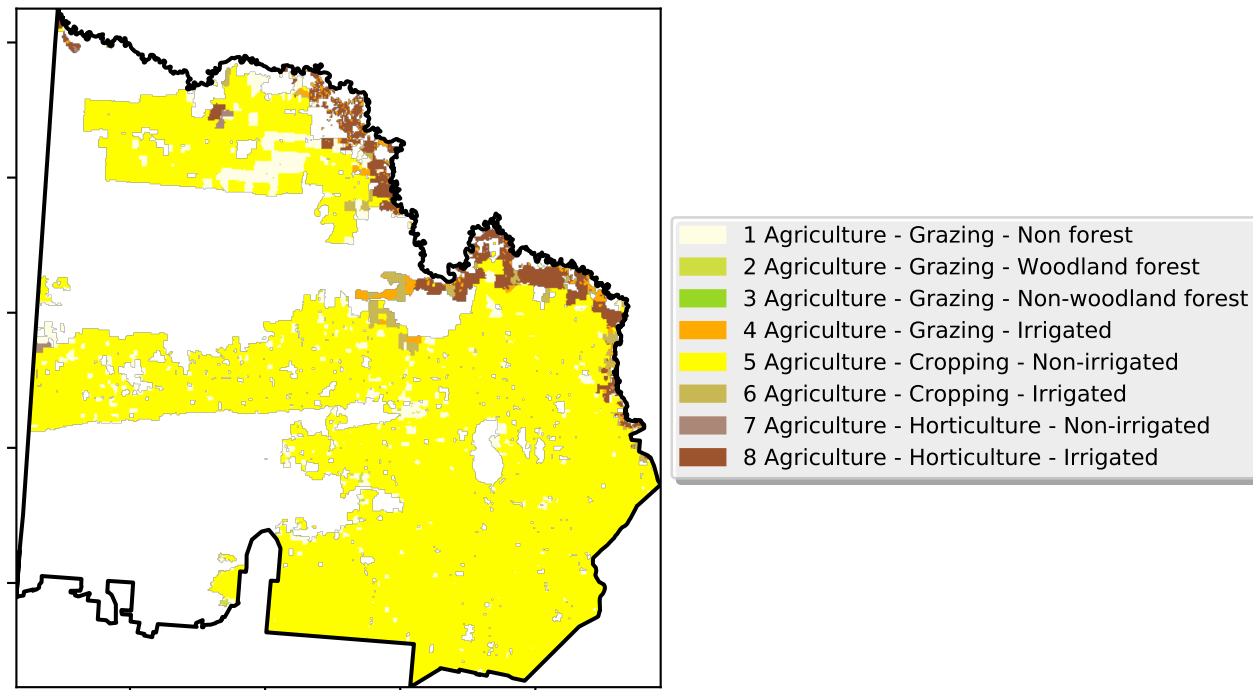 1 Agriculture - Grazing - Non forest
2 Agriculture - Grazing - Woodland forest
3 Agriculture - Grazing - Non-woodland forest
4 Agriculture - Grazing - Irrigated
5 Agriculture - Cropping - Non-irrigated
6 Agriculture - Cropping - Irrigated
7 Agriculture - Horticulture - Non-irrigated
8 Agriculture - Horticulture - Irrigated